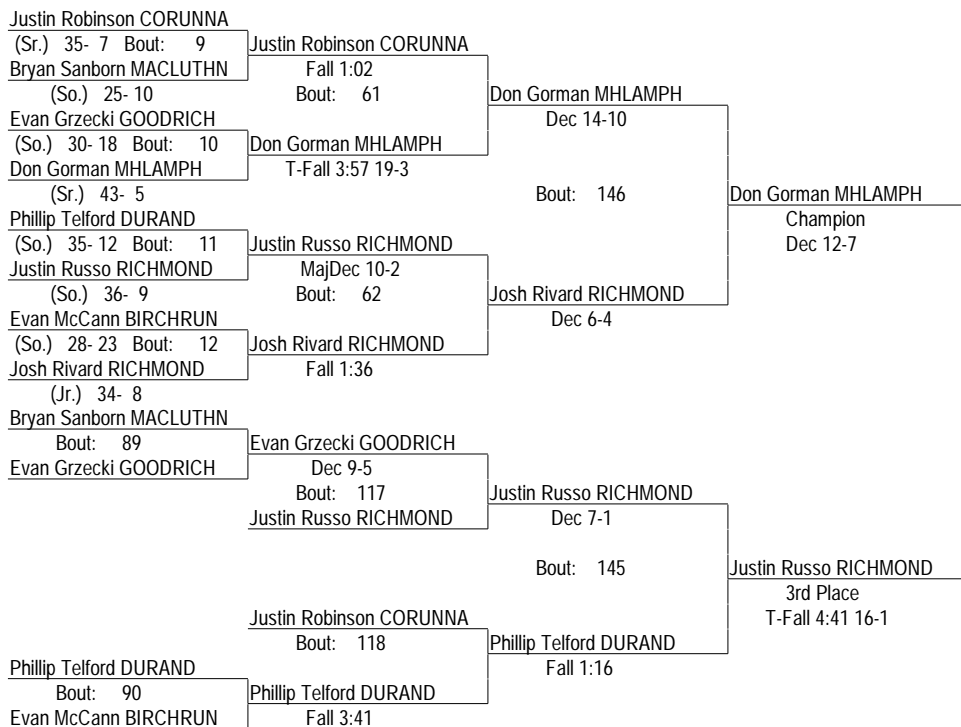 Justin Robinson CORUNNA
(Sr.) 35- 7 Bout: 9 Justin Robinson CORUNNA
Bryan Sanborn MACLUTHN Fall 1:02
(So.) 25- 10 Bout: 61 Don Gorman MHLAMPH
Evan Grzecki GOODRICH Dec 14-10
(So.) 30- 18 Bout: 10 Don Gorman MHLAMPH
Don Gorman MHLAMPH T-Fall 3:57 19-3
(Sr.) 43- 5 Bout: 146 Don Gorman MHLAMPH
Phillip Telford DURAND Champion
(So.) 35- 12 Bout: 11 Justin Russo RICHMOND Dec 12-7
Justin Russo RICHMOND MajDec 10-2
(So.) 36- 9 Bout: 62 Josh Rivard RICHMOND
Evan McCann BIRCHRUN Dec 6-4
(So.) 28- 23 Bout: 12 Josh Rivard RICHMOND
Josh Rivard RICHMOND Fall 1:36
(Jr.) 34- 8
Bryan Sanborn MACLUTHN
Bout: 89 Evan Grzecki GOODRICH
Evan Grzecki GOODRICH Dec 9-5
Bout: 117 Justin Russo RICHMOND
Justin Russo RICHMOND Dec 7-1
Bout: 145 Justin Russo RICHMOND
3rd Place
Justin Robinson CORUNNA T-Fall 4:41 16-1
Bout: 118 Phillip Telford DURAND
Phillip Telford DURAND Fall 1:16
Bout: 90 Phillip Telford DURAND
Evan McCann BIRCHRUN Fall 3:41